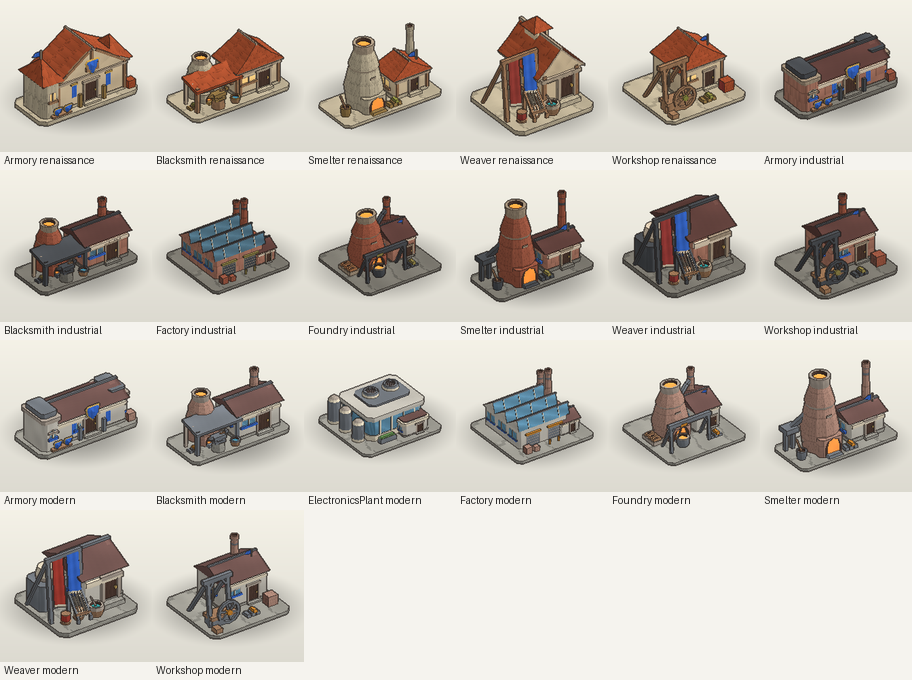 Armory renaissance
Blacksmith renaissance
Smelter renaissance
Weaver renaissance
Workshop renaissance
Armory industrial
Blacksmith industrial
Factory industrial
Foundry industrial
Smelter industrial
Weaver industrial
Workshop industrial
Armory modern
Blacksmith modern
ElectronicsPlant modern
Factory modern
Foundry modern
Smelter modern
Weaver modern
Workshop modern